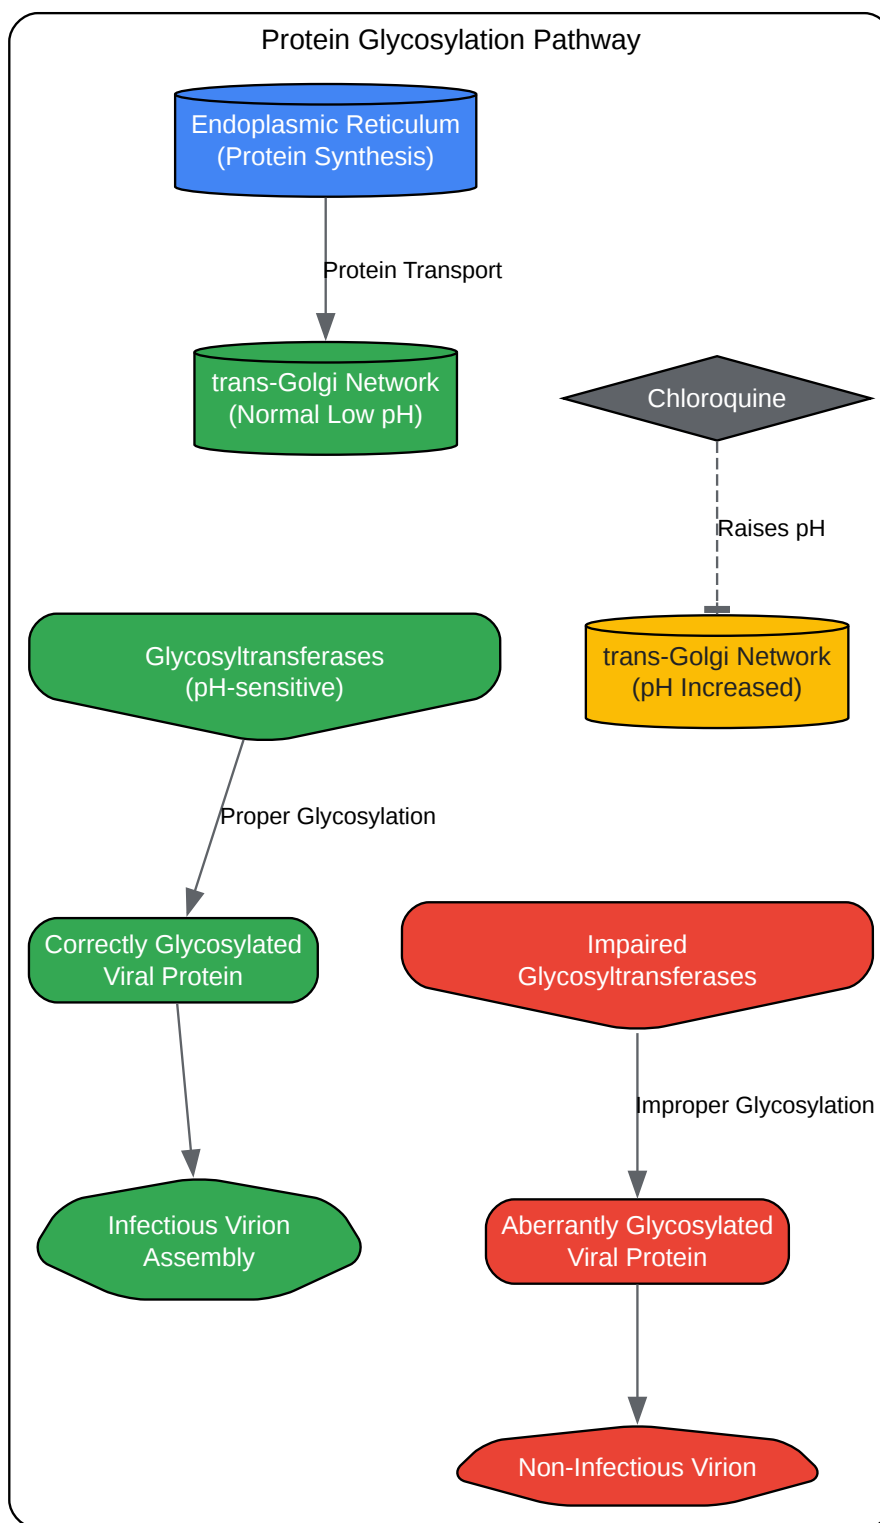 Protein Glycosylation Pathway
Endoplasmic Reticulum
(Protein Synthesis)
Protein Transport
trans-Golgi Network
(Normal Low pH)
Chloroquine
Raises pH
Glycosyltransferases
(pH-sensitive)
trans-Golgi Network
(pH Increased)
Proper Glycosylation
Correctly Glycosylated
Viral Protein
Impaired
Glycosyltransferases
Improper Glycosylation
Infectious Virion
Assembly
Aberrantly Glycosylated
Viral Protein
Non-Infectious Virion